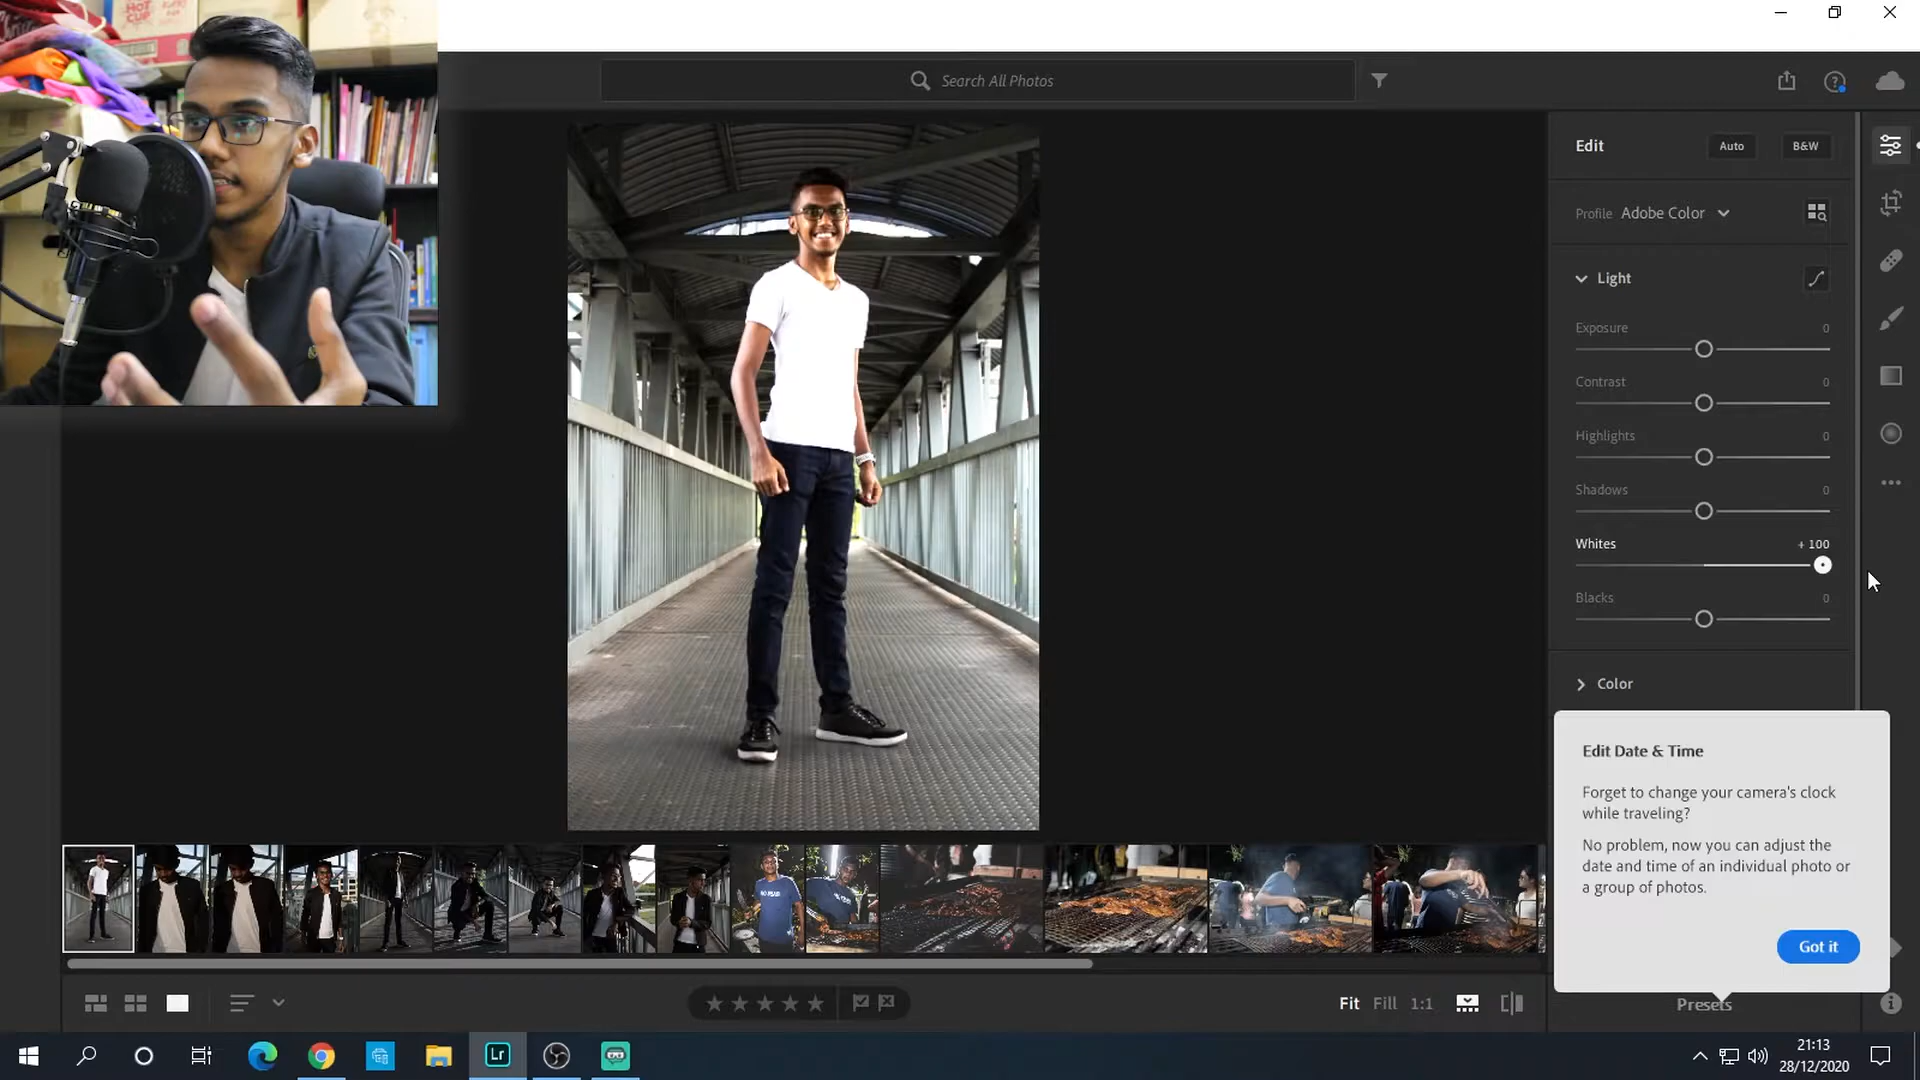 HOT
CUP
Search All Photos
Edit
Auto
B&W
Profile Adobe Color
Light
Exposure 0
Contrast 0
Highlights 0
Shadows 0
Whites + 100
Blacks 0
Color
Edit Date & Time
Forget to change your camera's clock
while traveling?
No problem, now you can adjust the
date and time of an individual photo or
a group of photos.
Got it
Fit Fill 1:1
Presets
Lr
21:13
28/12/2020